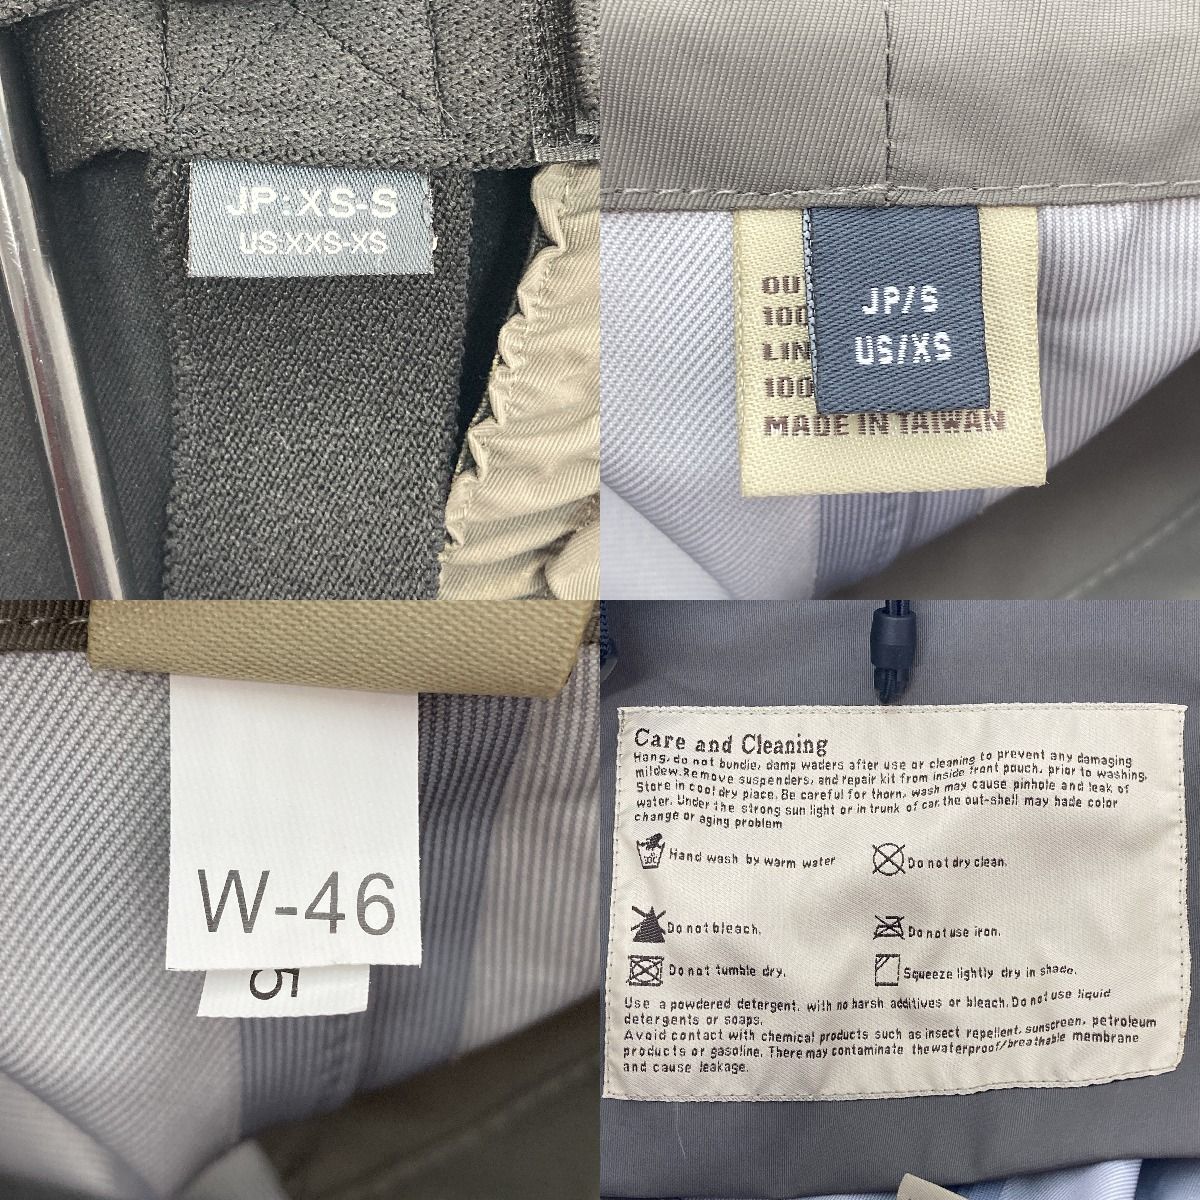 JP:XS-S
US:XXS-XS
OU
100
LIN
100
MADE IN TAIWAN
JP/S
US/XS
W-46
5
Care and Cleaning
Hang, do not bundle, damp waders after use or cleaning to prevent any damaging
mildew. Remove suspenders, and repair kit from inside front pouch, prior to washing.
Store in cool dry place. Be careful for thorn, wash may cause pinhole and leak of
water. Under the strong sun light or in trunk of car, the out-shell may hade color
change or aging problem
30°C
Hand wash by warm water
Do not dry clean.
Do not bleach.
Do not use iron.
Do not tumble dry.
Squeeze lightly dry in shade.
Use a powdered detergent, with no harsh additives or bleach. Do not use liquid
detergents or soaps.
Avoid contact with chemical products such as insect repellent, sunscreen, petroleum
products or gasoline. There may contaminate the waterproof/breathable membrane
and cause leakage.